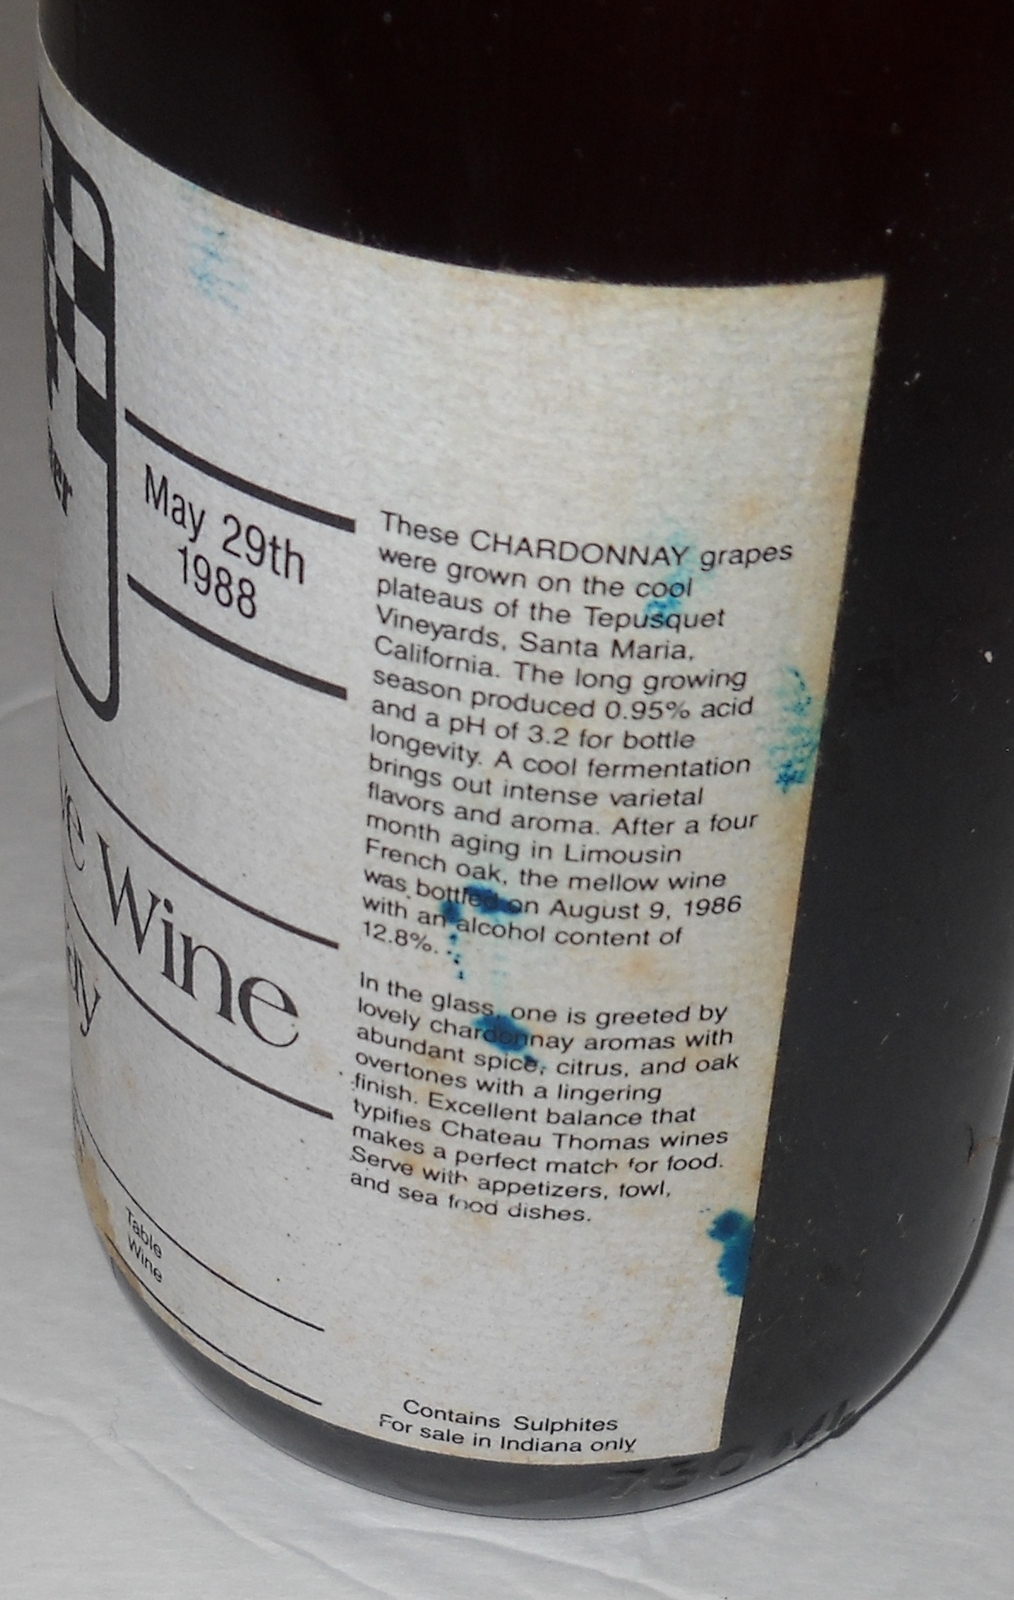 May 29th
1988
These CHARDONNAY grapes
were grown on the cool
plateaus of the Tepusquet
Vineyards, Santa Maria,
California. The long growing
season produced 0.95% acid
and a pH of 3.2 for bottle
longevity. A cool fermentation
brings out intense varietal
flavors and aroma. After a four
month aging in Limousin
French oak, the mellow wine
was bottled on August 9, 1986
with an alcohol content of
12.8%.
In the glass, one is greeted by
lovely chardonnay aromas with
abundant spice, citrus, and oak
overtones with a lingering
finish. Excellent balance that
typifies Chateau Thomas wines
makes a perfect match for food.
Serve with appetizers, fowl,
and sea food dishes.
Wine
Table
Wine
Contains Sulphites
For sale in Indiana only
750 ML